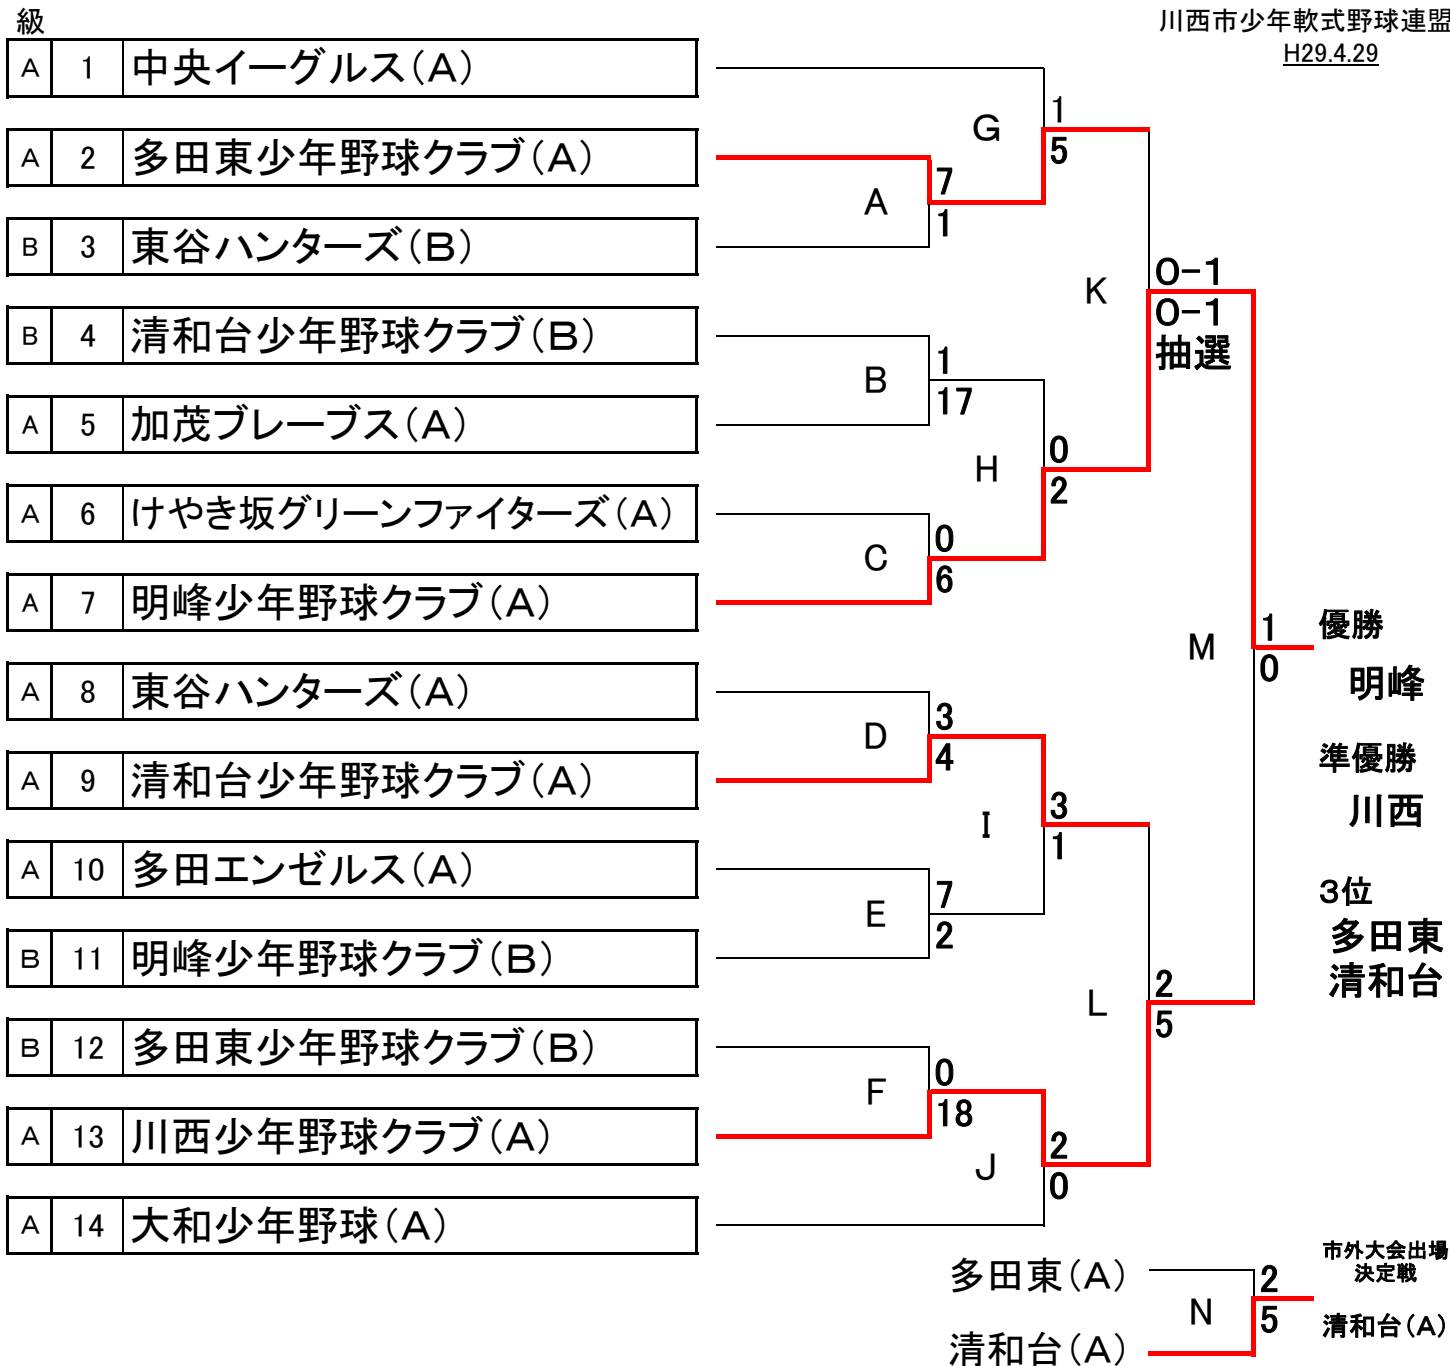 級
川西市少年軟式野球連盟
H29.4.29
A 1 中央イーグルス(A)
A 2 多田東少年野球クラブ(A)
B 3 東谷ハンターズ(B)
B 4 清和台少年野球クラブ(B)
A 5 加茂ブレーブス(A)
A 6 けやき坂グリーンファイターズ(A)
A 7 明峰少年野球クラブ(A)
A 8 東谷ハンターズ(A)
A 9 清和台少年野球クラブ(A)
A 10 多田エンゼルス(A)
B 11 明峰少年野球クラブ(B)
B 12 多田東少年野球クラブ(B)
A 13 川西少年野球クラブ(A)
A 14 大和少年野球(A)
A
7
1
B
1
17
C
0
6
D
3
4
E
7
2
F
0
18
G
1
5
H
0
2
I
3
1
J
2
0
K
0-1
0-1
抽選
L
2
5
M
1
0
優勝
明峰
準優勝
川西
3位
多田東
清和台
多田東(A)
清和台(A)
N
2
5
市外大会出場
決定戦
清和台(A)